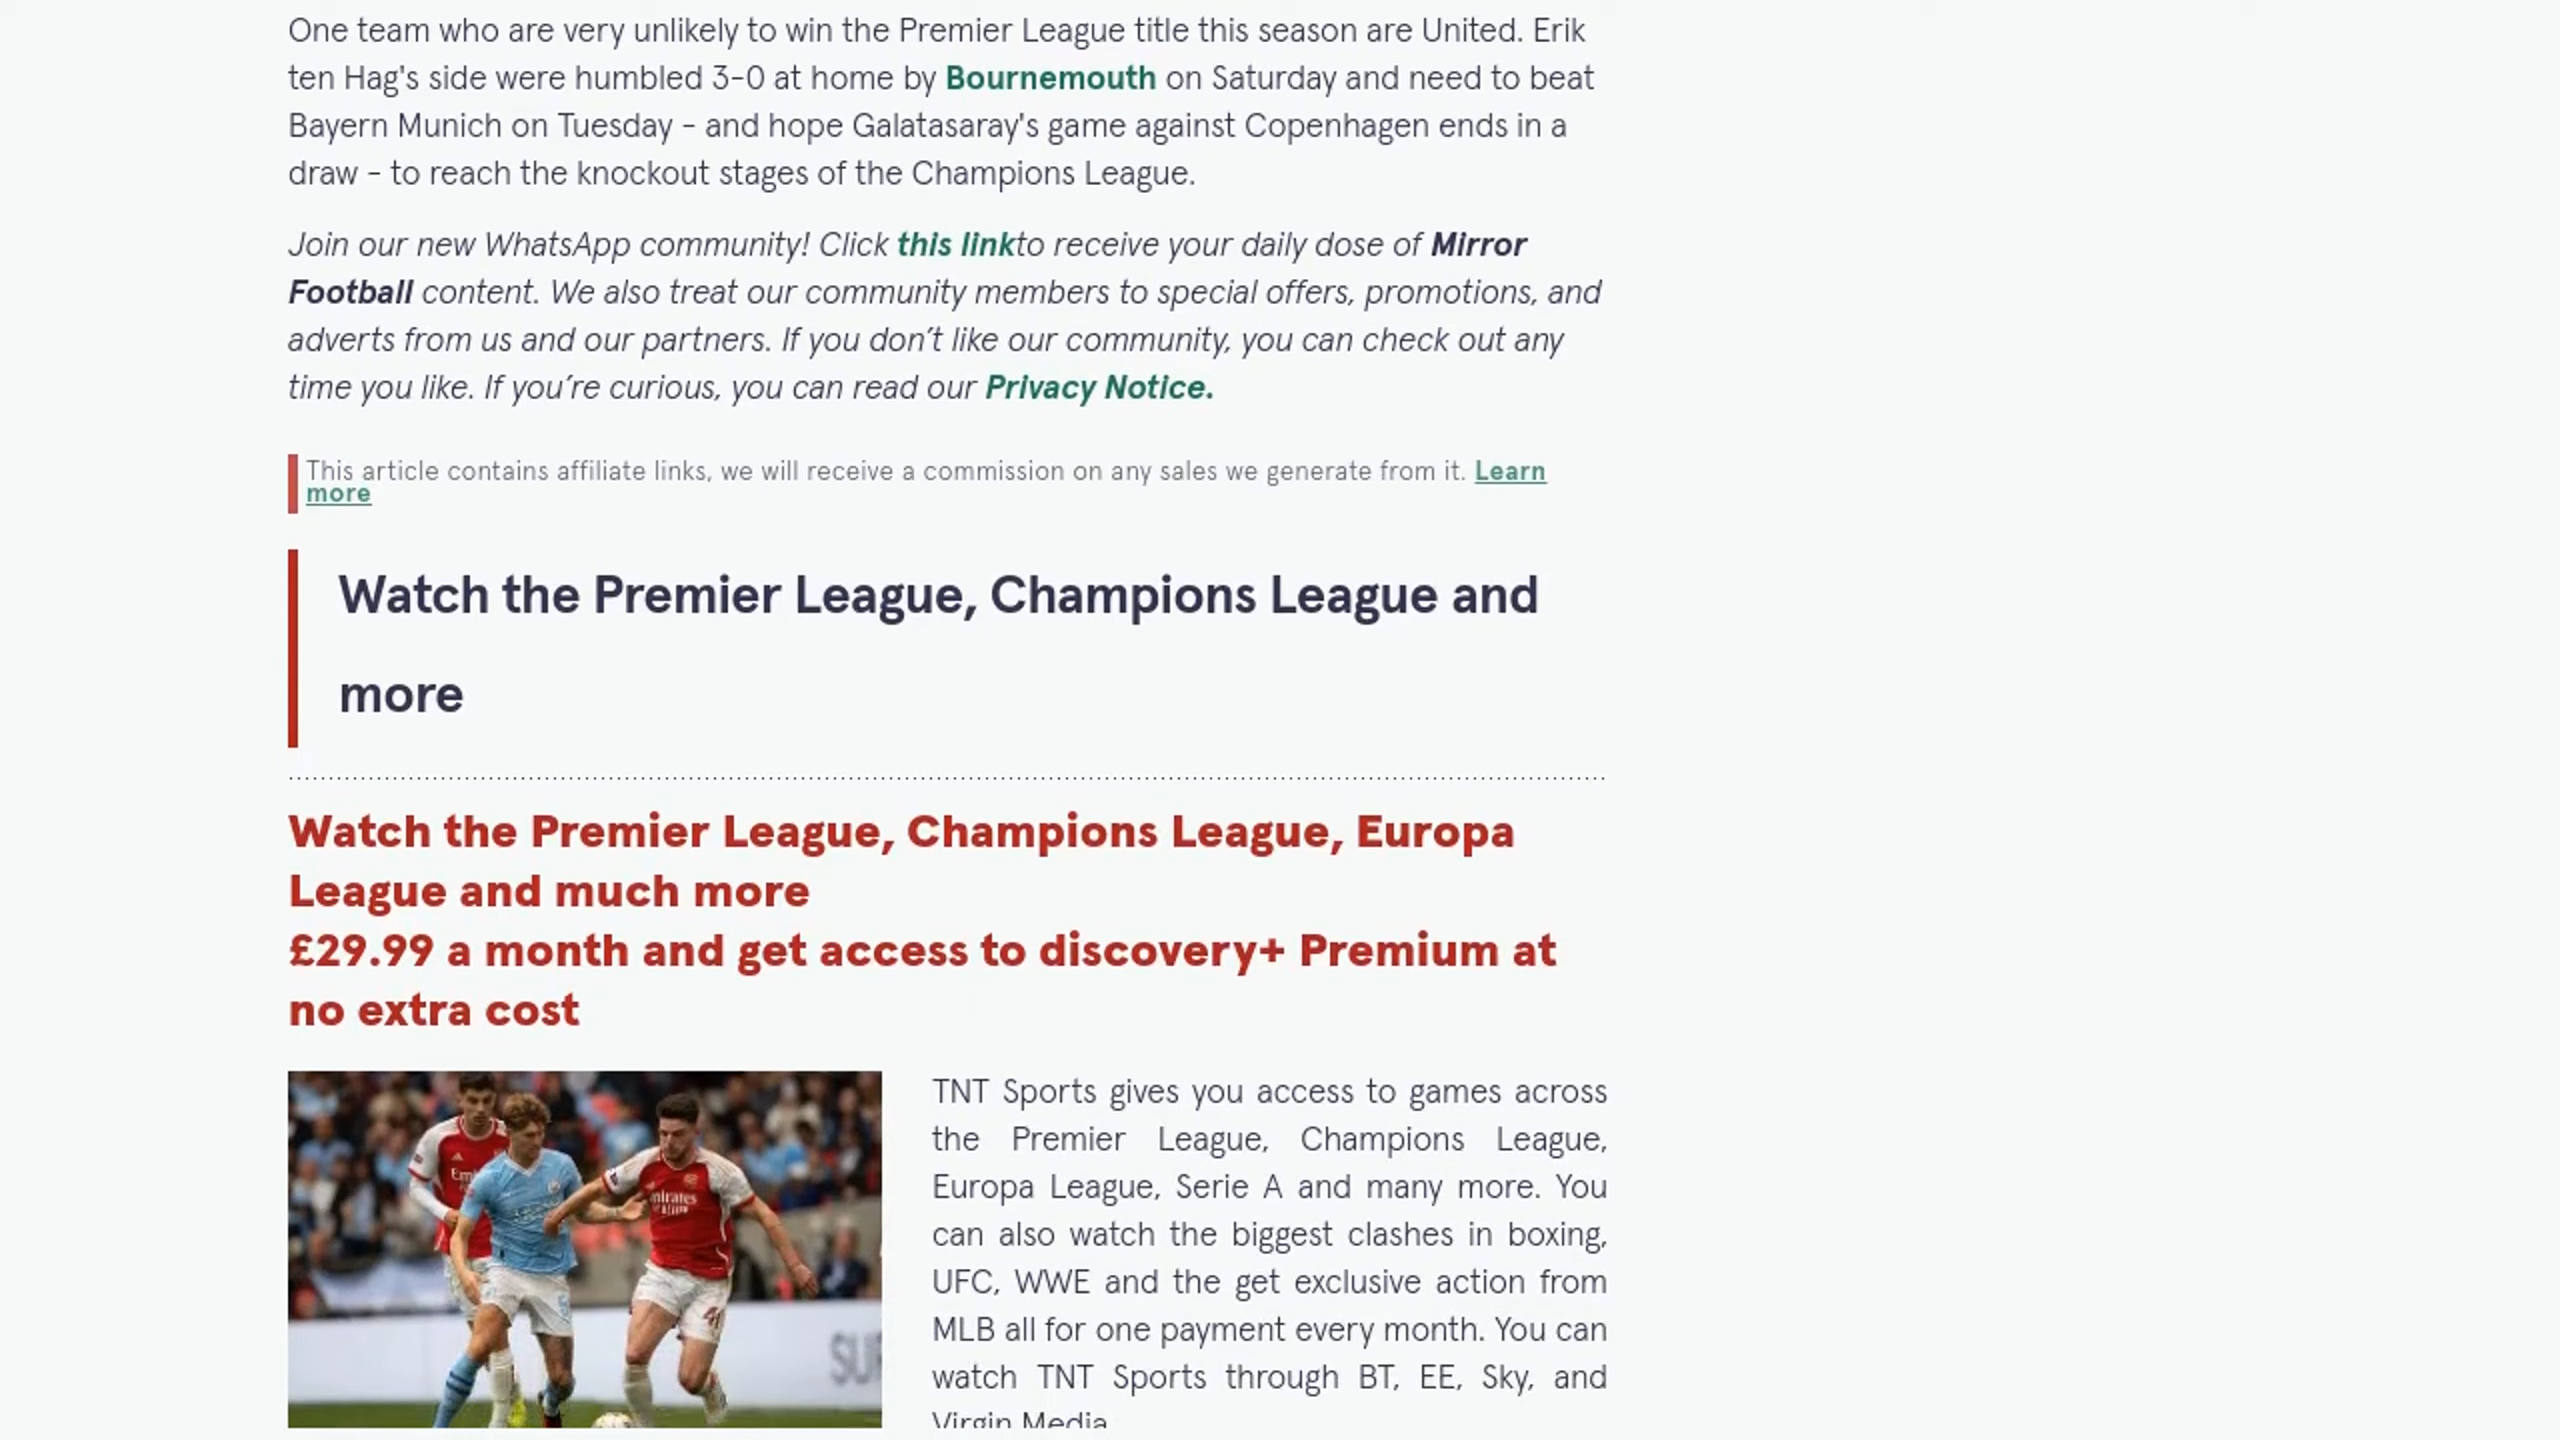 One team who are very unlikely to win the Premier League title this season are United. Erik
ten Hag's side were humbled 3-0 at home by Bournemouth on Saturday and need to beat
Bayern Munich on Tuesday - and hope Galatasaray's game against Copenhagen ends in a
draw - to reach the knockout stages of the Champions League.
Join our new WhatsApp community! Click this linkto receive your daily dose of Mirror
Football content. We also treat our community members to special offers, promotions, and
adverts from us and our partners. If you don’t like our community, you can check out any
time you like. If you’re curious, you can read our Privacy Notice.
This article contains affiliate links, we will receive a commission on any sales we generate from it. Learn
more
Watch the Premier League, Champions League and
more
Watch the Premier League, Champions League, Europa
League and much more
£29.99 a month and get access to discovery+ Premium at
no extra cost
TNT Sports gives you access to games across
the Premier League, Champions League,
Europa League, Serie A and many more. You
can also watch the biggest clashes in boxing,
UFC, WWE and the get exclusive action from
MLB all for one payment every month. You can
watch TNT Sports through BT, EE, Sky, and
Virgin Media